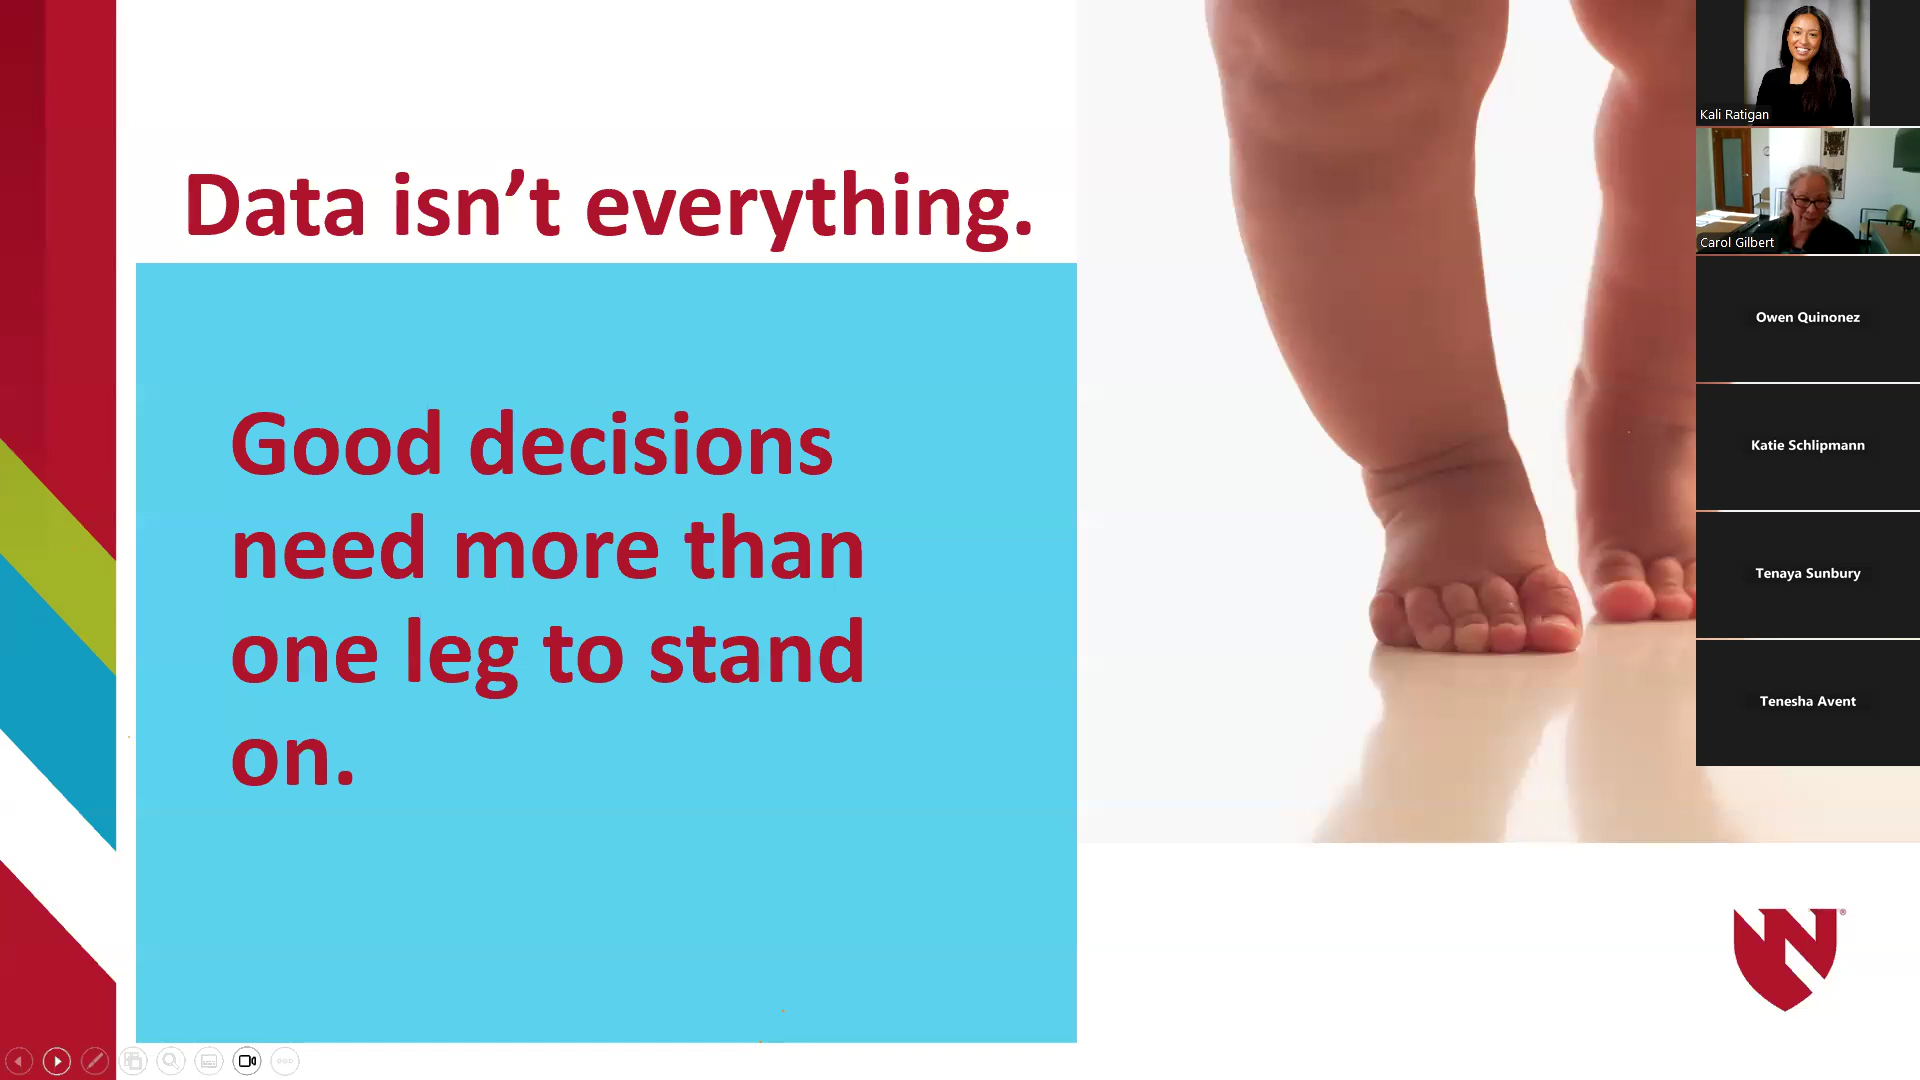 Data isn’t everything.
Good decisions
need more than
one leg to stand
on.
Kali Ratigan
Carol Gilbert
Owen Quinonez
Katie Schlipmann
Tenaya Sunbury
Tenesha Avent
N
®